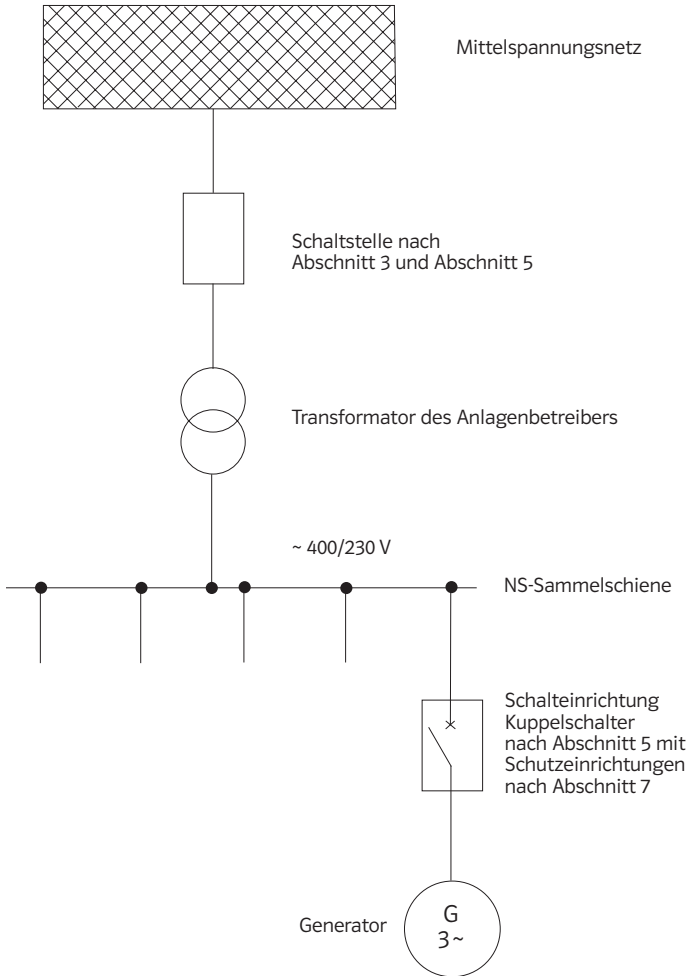 Mittelspannungsnetz
Schaltstelle nach
Abschnitt 3 und Abschnitt 5
Transformator des Anlagenbetreibers
~ 400/230 V
NS-Sammelschiene
Schalteinrichtung
Kuppelschalter
nach Abschnitt 5 mit
Schutzeinrichtungen
nach Abschnitt 7
Generator
G
3~